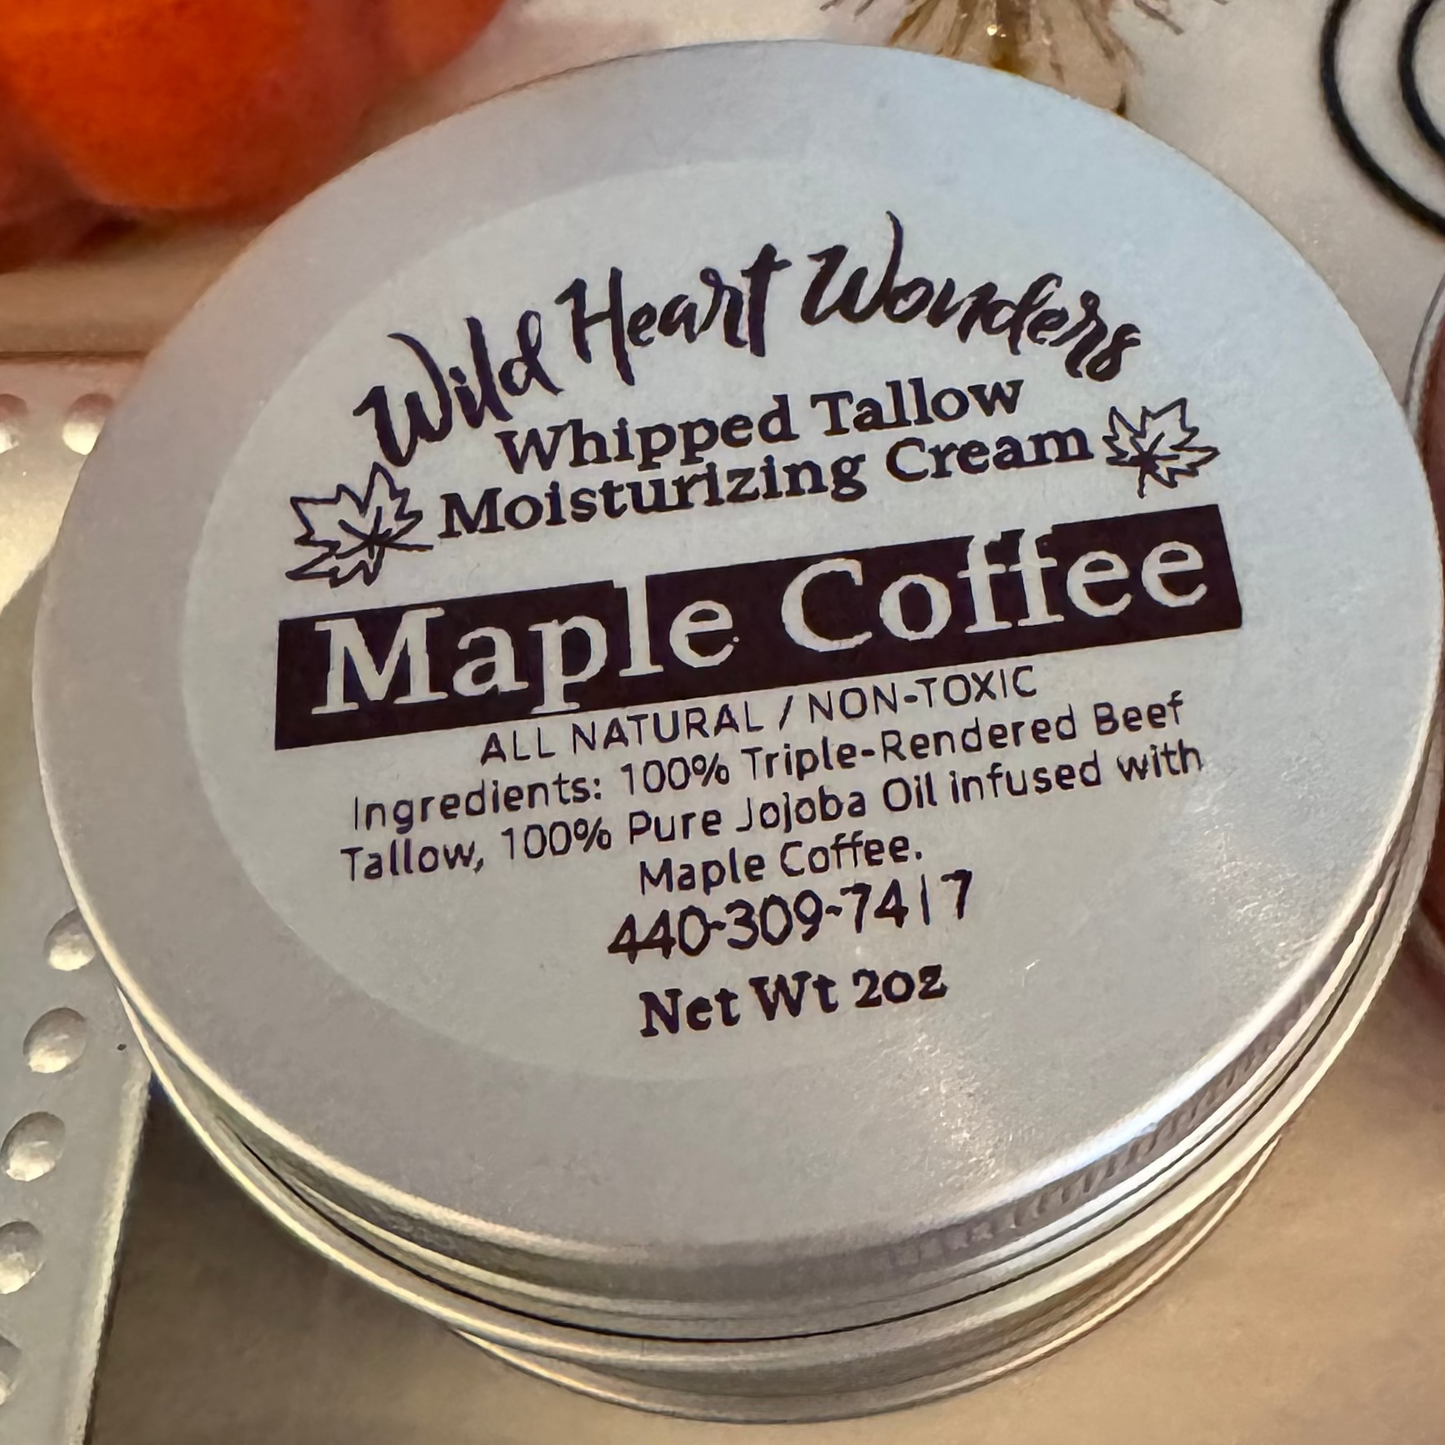 Wild Heart Wonders
Whipped Tallow
Moisturizing Cream
Maple Coffee
ALL NATURAL / NON-TOXIC
Ingredients: 100% Triple-Rendered Beef
Tallow, 100% Pure Jojoba Oil infused with
Maple Coffee.
440-309-7417
Net Wt 2oz